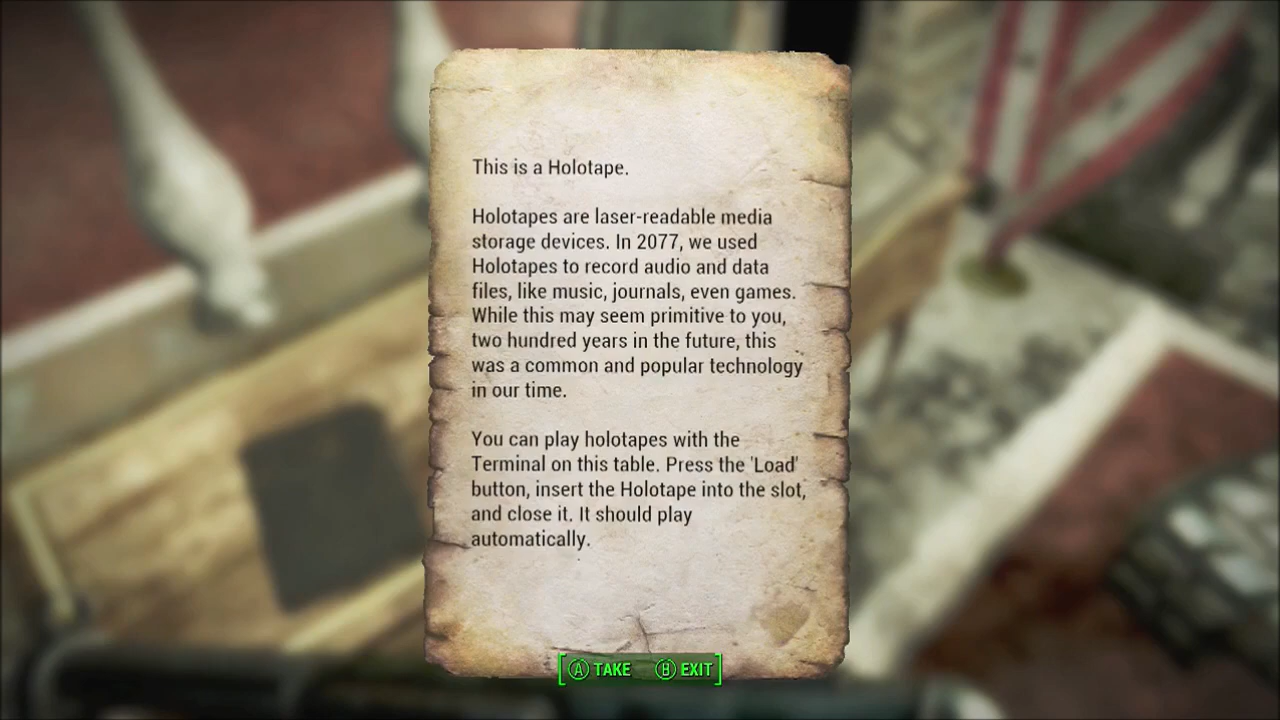 This is a Holotape.
Holotapes are laser-readable media
storage devices. In 2077, we used
Holotapes to record audio and data
files, like music, journals, even games.
While this may seem primitive to you,
two hundred years in the future, this
was a common and popular technology
in our time.
You can play holotapes with the
Terminal on this table. Press the 'Load'
button, insert the Holotape into the slot,
and close it. It should play
automatically.
[Ⓐ TAKE Ⓑ EXIT]